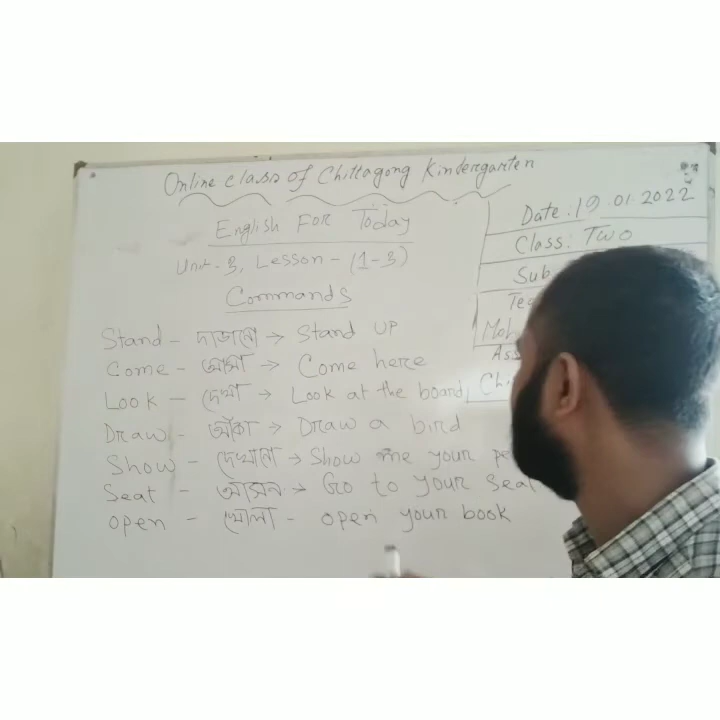 Online class of Chittagong Kindergarten
English For Today
Unit-3, Lesson-(1-3)
Commands
Stand - দাড়ানো → Stand UP
Come - আসা → Come here
Look - দেখা → Look at the board
Draw - আঁকা → Draw a bird
Show - দেখানো → Show me your
Seat - আসন → Go to your seat
open - খোলা - open your book
Date: 19.01.2022
Class: Two
Sub